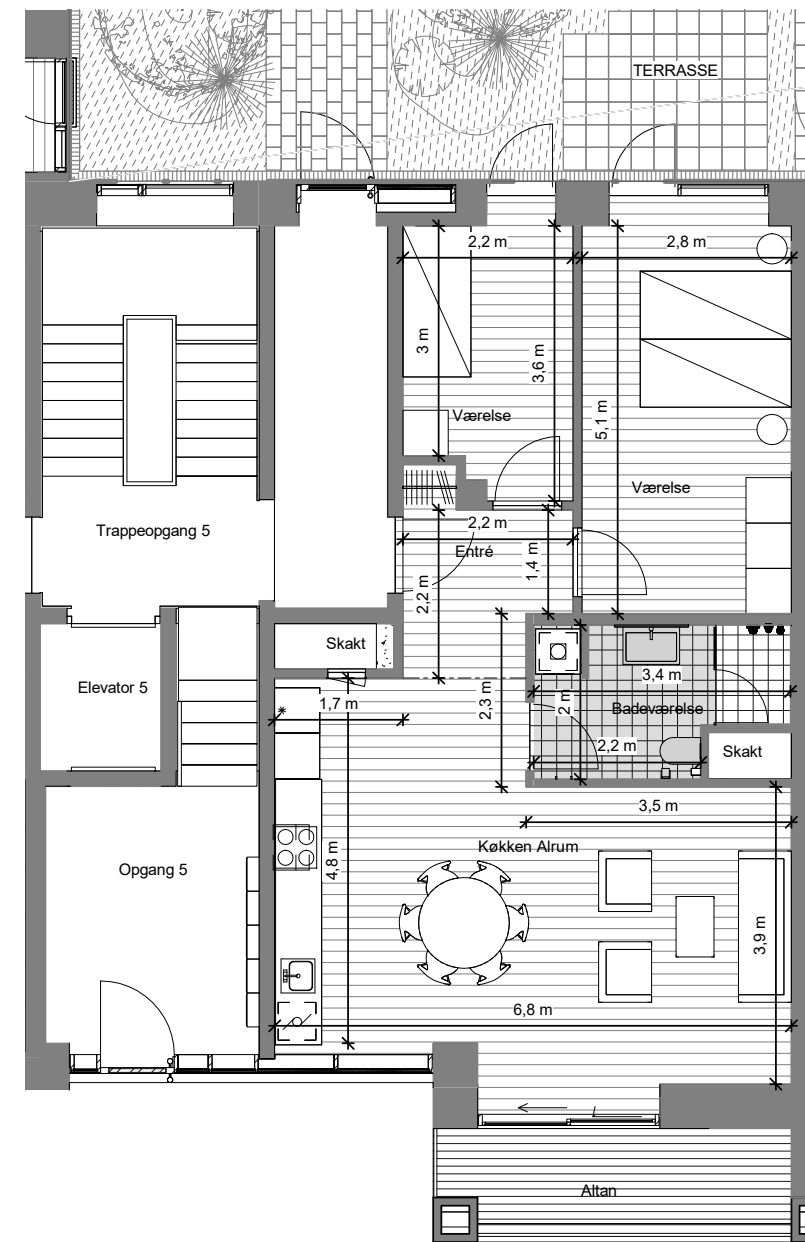 TERRASSE
2,2 m
2,8 m
3 m
3,6 m
5,1 m
Værelse
Værelse
Trappeopgang 5
2,2 m
Entré
1,4 m
2,2 m
Skakt
3,4 m
Elevator 5
1,7 m
2,3 m
2 m
Badeværelse
2,2 m
Skakt
3,5 m
Køkken Alrum
4,8 m
Opgang 5
3,9 m
6,8 m
Altan